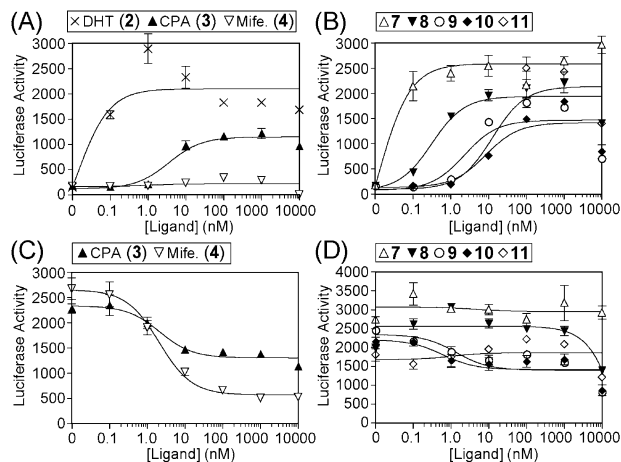 (A)
× DHT (2) ▲ CPA (3) ▽ Mife. (4)
Luciferase Activity
3000
2500
2000
1500
1000
500
0
0 0.1 1.0 10 100 1000 10000
[Ligand] (nM)
(B)
△ 7 ▼ 8 ○ 9 ◆ 10 ◇ 11
Luciferase Activity
3000
2500
2000
1500
1000
500
0
0 0.1 1.0 10 100 1000 10000
[Ligand] (nM)
(C)
▲ CPA (3) ▽ Mife. (4)
Luciferase Activity
3000
2500
2000
1500
1000
500
0
0 0.1 1.0 10 100 1000 10000
[Ligand] (nM)
(D)
△ 7 ▼ 8 ○ 9 ◆ 10 ◇ 11
Luciferase Activity
4000
3500
3000
2500
2000
1500
1000
500
0
0 0.1 1.0 10 100 1000 10000
[Ligand] (nM)